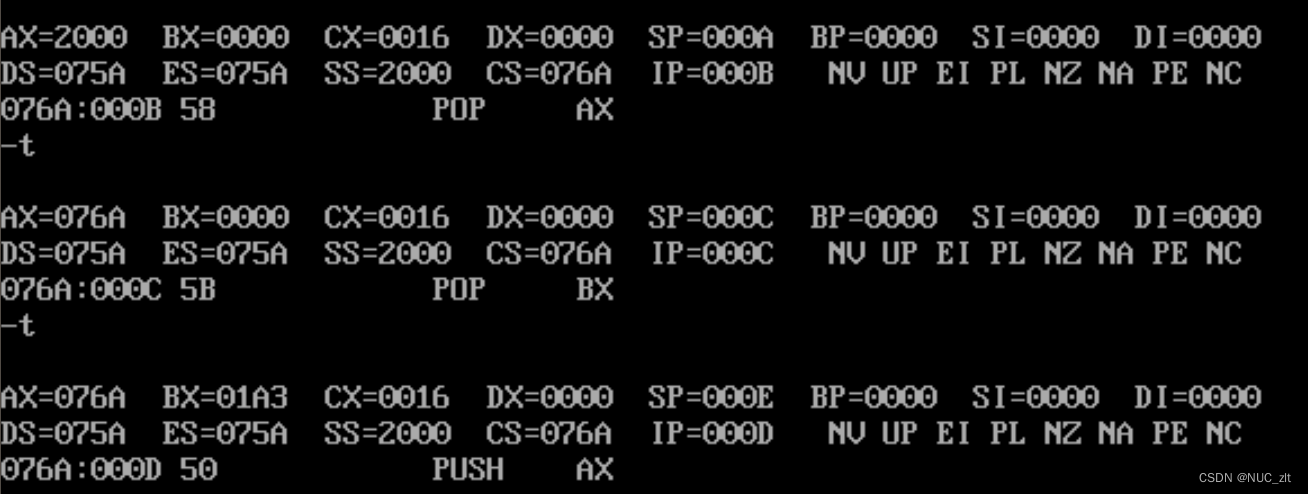 AX=2000  BX=0000  CX=0016  DX=0000  SP=000A  BP=0000  SI=0000  DI=0000
DS=075A  ES=075A  SS=2000  CS=076A  IP=000B   NV UP EI PL NZ NA PE NC
076A:000B 58            POP     AX
-t
AX=076A  BX=0000  CX=0016  DX=0000  SP=000C  BP=0000  SI=0000  DI=0000
DS=075A  ES=075A  SS=2000  CS=076A  IP=000C   NV UP EI PL NZ NA PE NC
076A:000C 5B            POP     BX
-t
AX=076A  BX=01A3  CX=0016  DX=0000  SP=000E  BP=0000  SI=0000  DI=0000
DS=075A  ES=075A  SS=2000  CS=076A  IP=000D   NV UP EI PL NZ NA PE NC
076A:000D 50            PUSH    AX
CSDN @NUC_zlt